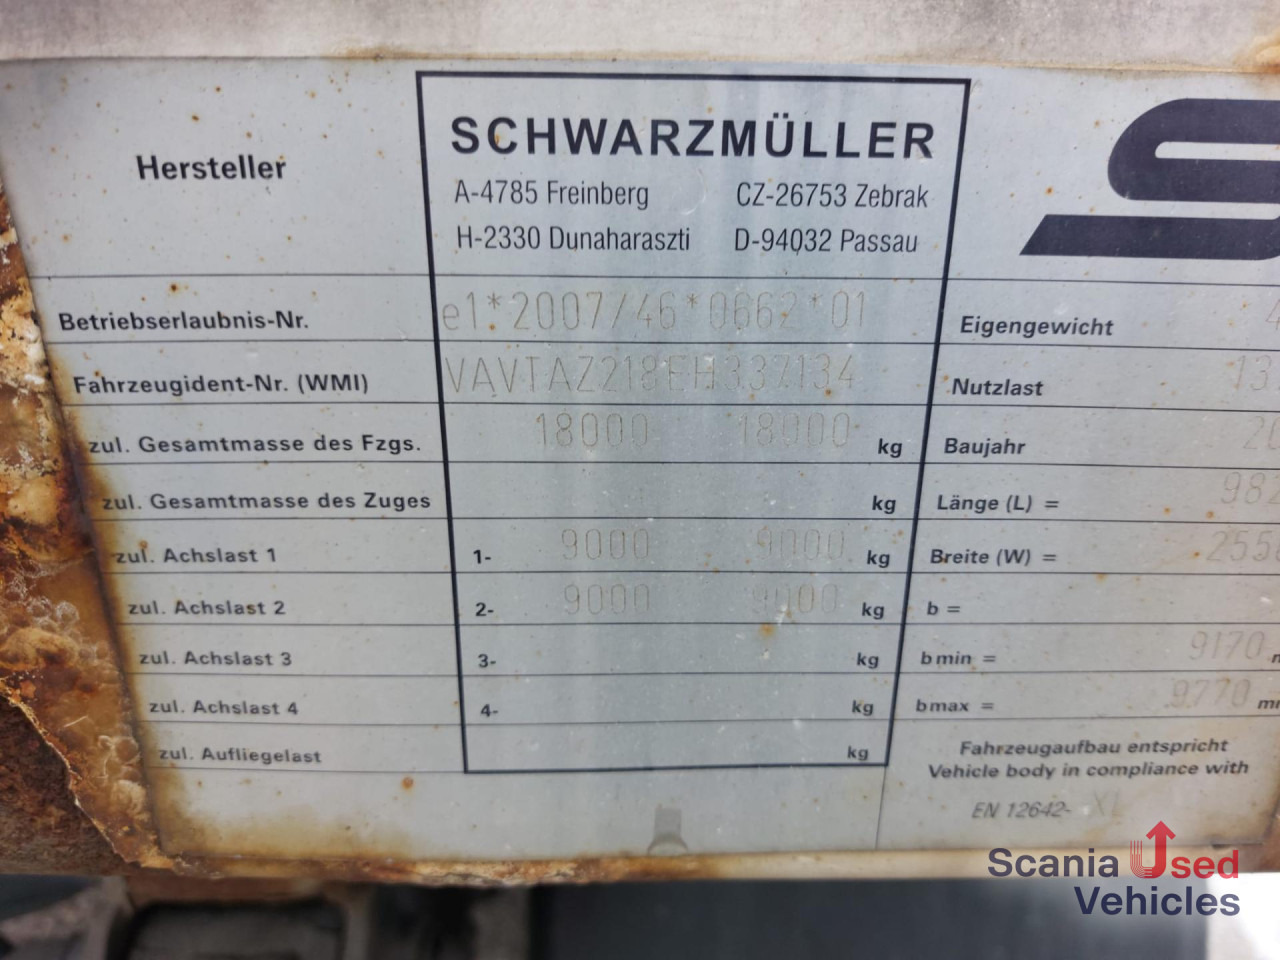 Hersteller
SCHWARZMÜLLER
A-4785 Freinberg CZ-26753 Zebrak
H-2330 Dunaharaszti D-94032 Passau
Betriebserlaubnis-Nr. e1*2007/46*0662*01
Eigengewicht
Fahrzeugident-Nr. (WMI) VAVTAZ218EH337134
Nutzlast
zul. Gesamtmasse des Fzgs. 18000 18000 kg
Baujahr
zul. Gesamtmasse des Zuges kg
Länge (L) =
zul. Achslast 1 1- 9000 9000 kg
Breite (W) =
zul. Achslast 2 2- 9000 9000 kg
b =
zul. Achslast 3 3- kg
b min = 9170
zul. Achslast 4 4- kg
b max = 9770
zul. Aufliegelast kg
Fahrzeugaufbau entspricht
Vehicle body in compliance with
EN 12642- XL
Scania Used
Vehicles